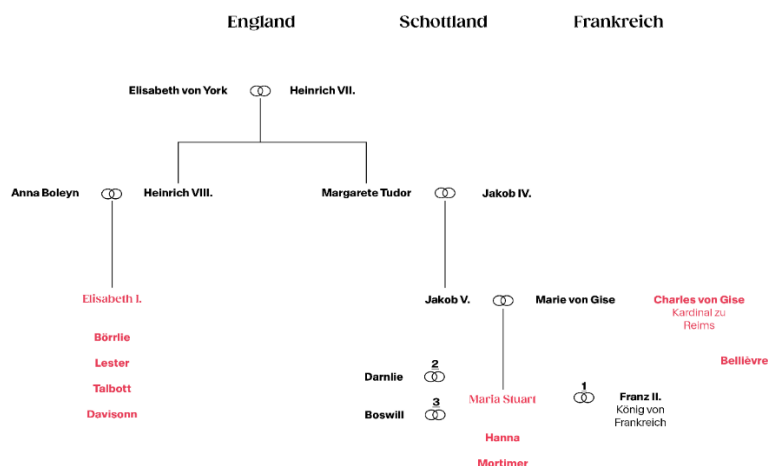 England Schottland Frankreich
Elisabeth von York Heinrich VII.
Anna Boleyn Heinrich VIII. Margarete Tudor Jakob IV.
Elisabeth I. Jakob V. Marie von Gise Charles von Gise
Kardinal zu
Reims
Börrlie
Lester
Talbott
Davisonn
Bellièvre
2
Darnlie
3
Boswill
Maria Stuart
1
Franz II.
König von
Frankreich
Hanna
Mortimer